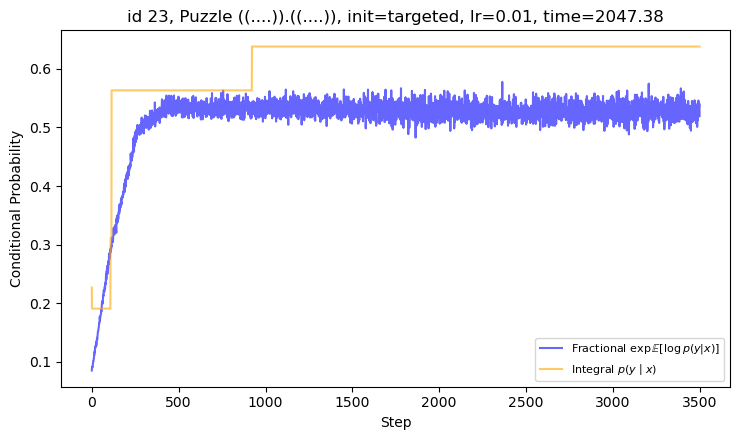 id 23, Puzzle ((....)).((....)), init=targeted, lr=0.01, time=2047.38
Conditional Probability
0.6
0.5
0.4
0.3
0.2
0.1
0
500
1000
1500
2000
2500
3000
3500
Step
Fractional exp𝔼[log p(y|x)]
Integral p(y | x)